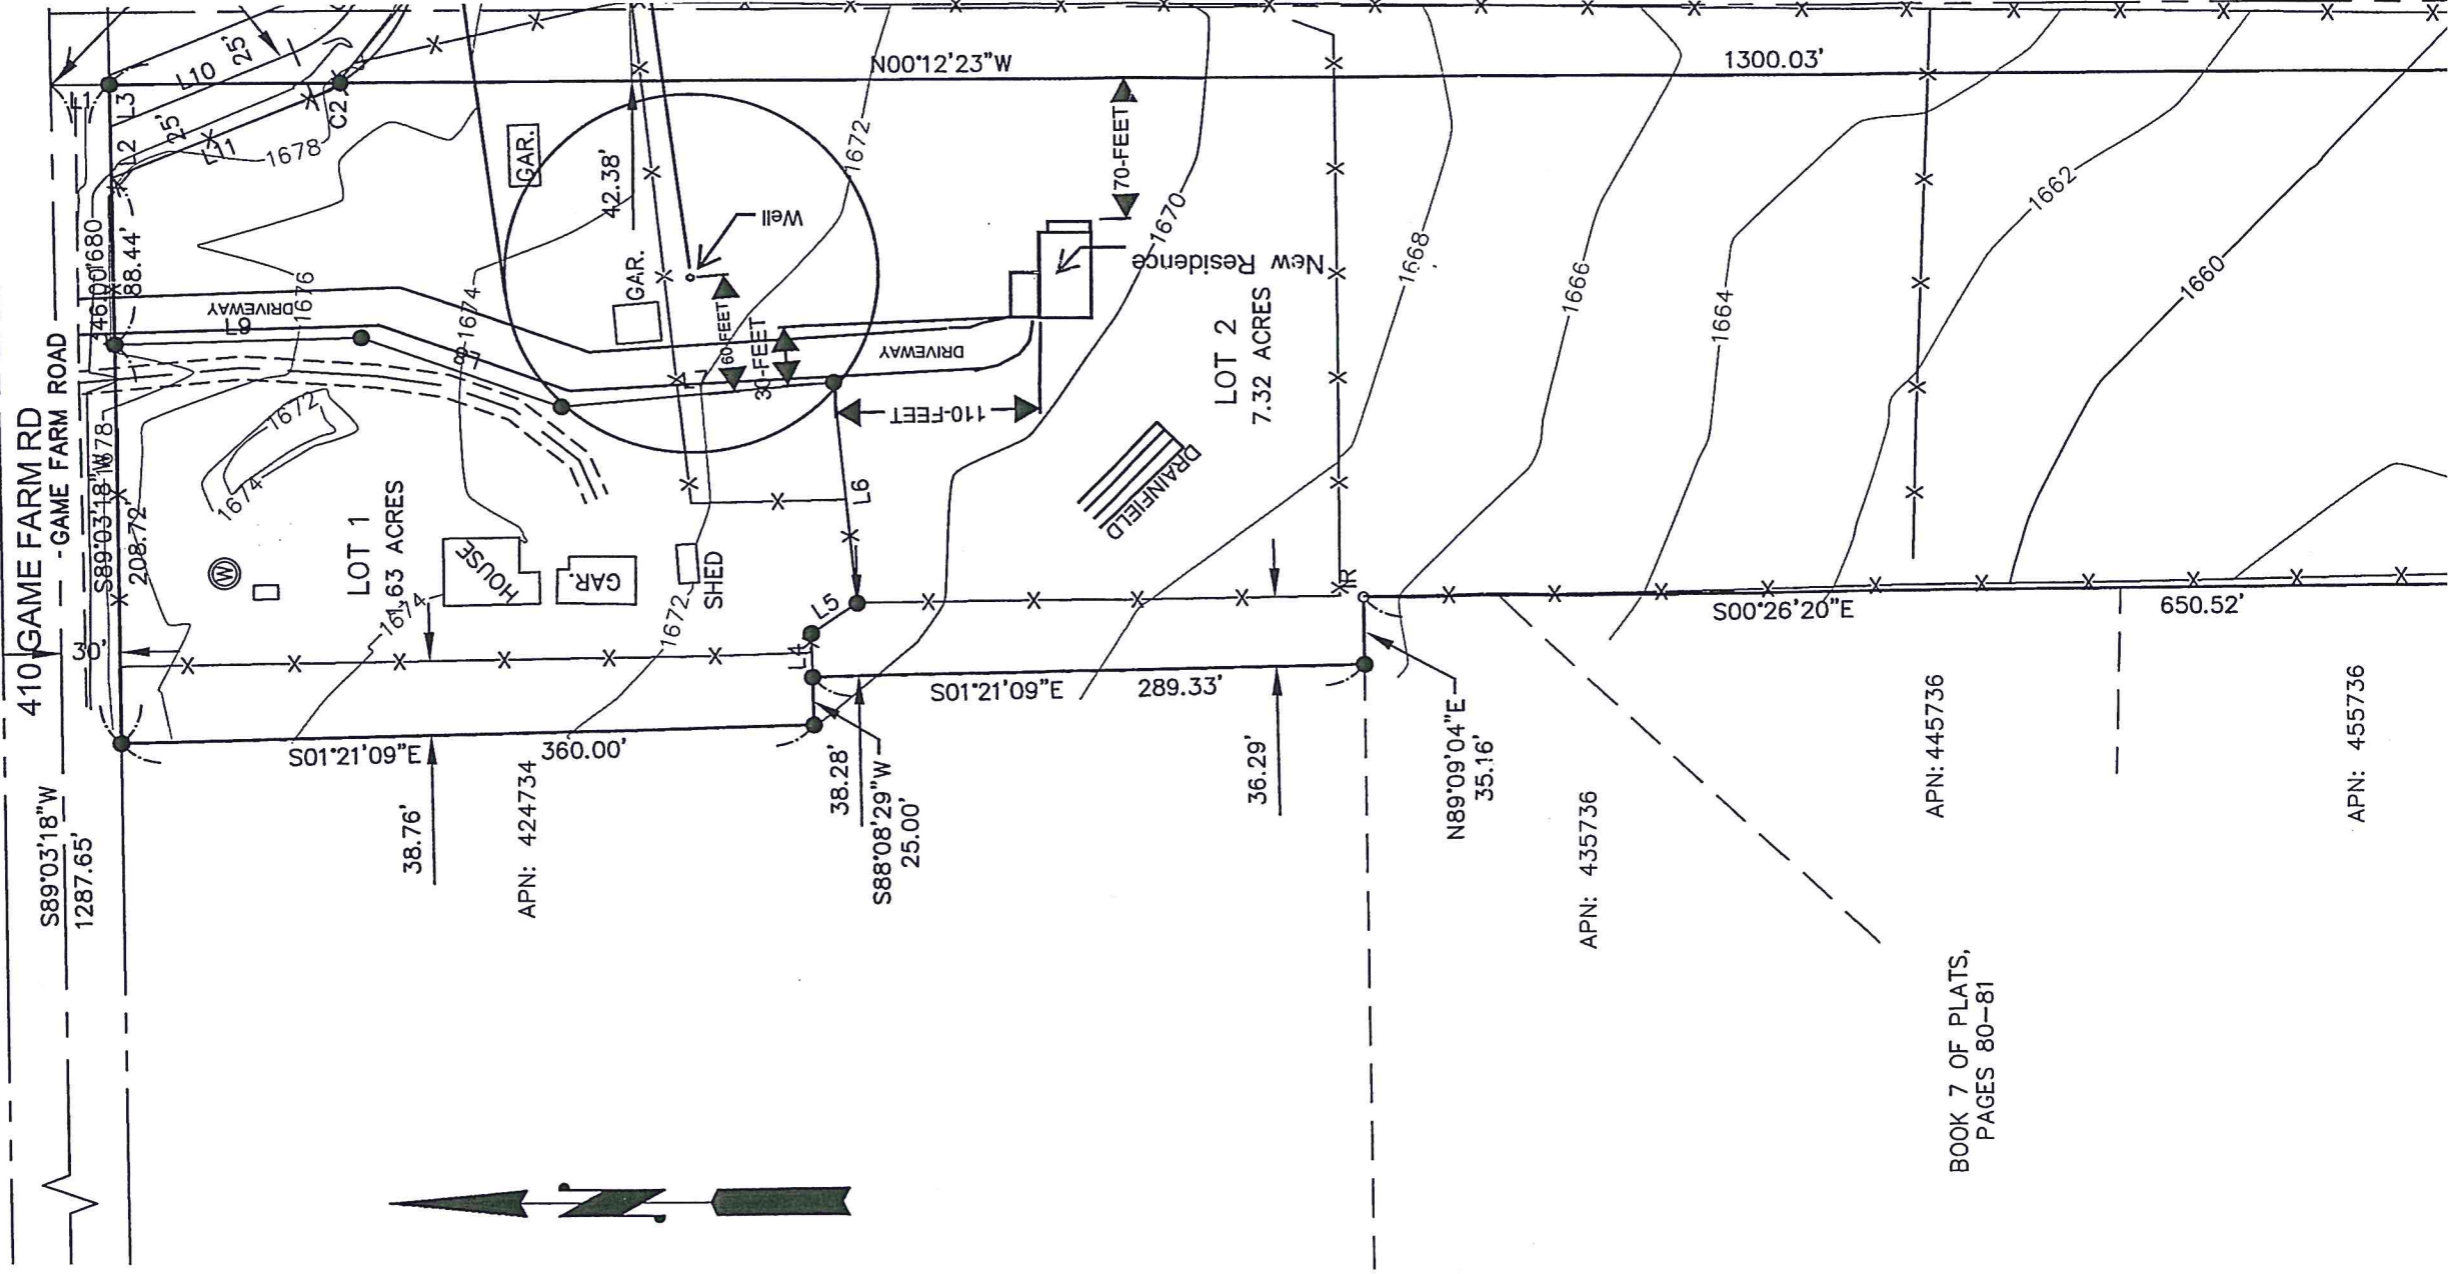 410 GAME FARM RD
GAME FARM ROAD
S89°03'18"W
1287.65'
30'
S89°03'18"W
208.72'
88.44'
1680
1678
L1
L3
L2
L10
25'
25'
L11
C2
1678
1676
DRIVEWAY
L9
L8
1674
1672
1674
W
LOT 1
1.63 ACRES
HOUSE
GAR.
SHED
1674
1672
GAR.
GAR.
42.38'
Well
60-FEET
30-FEET
L7
DRIVEWAY
L6
L5
L4
110-FEET
N00°12'23"W
1300.03'
70-FEET
New Residence
LOT 2
7.32 ACRES
DRAINFIELD
1672
1670
1668
1666
1664
1662
1660
S01°21'09"E
360.00'
38.76'
APN: 424734
38.28'
S88°08'29"W
25.00'
S01°21'09"E
289.33'
36.29'
N89°09'04"E
35.16'
S00°26'20"E
650.52'
APN: 435736
APN: 445736
APN: 455736
BOOK 7 OF PLATS,
PAGES 80-81
N